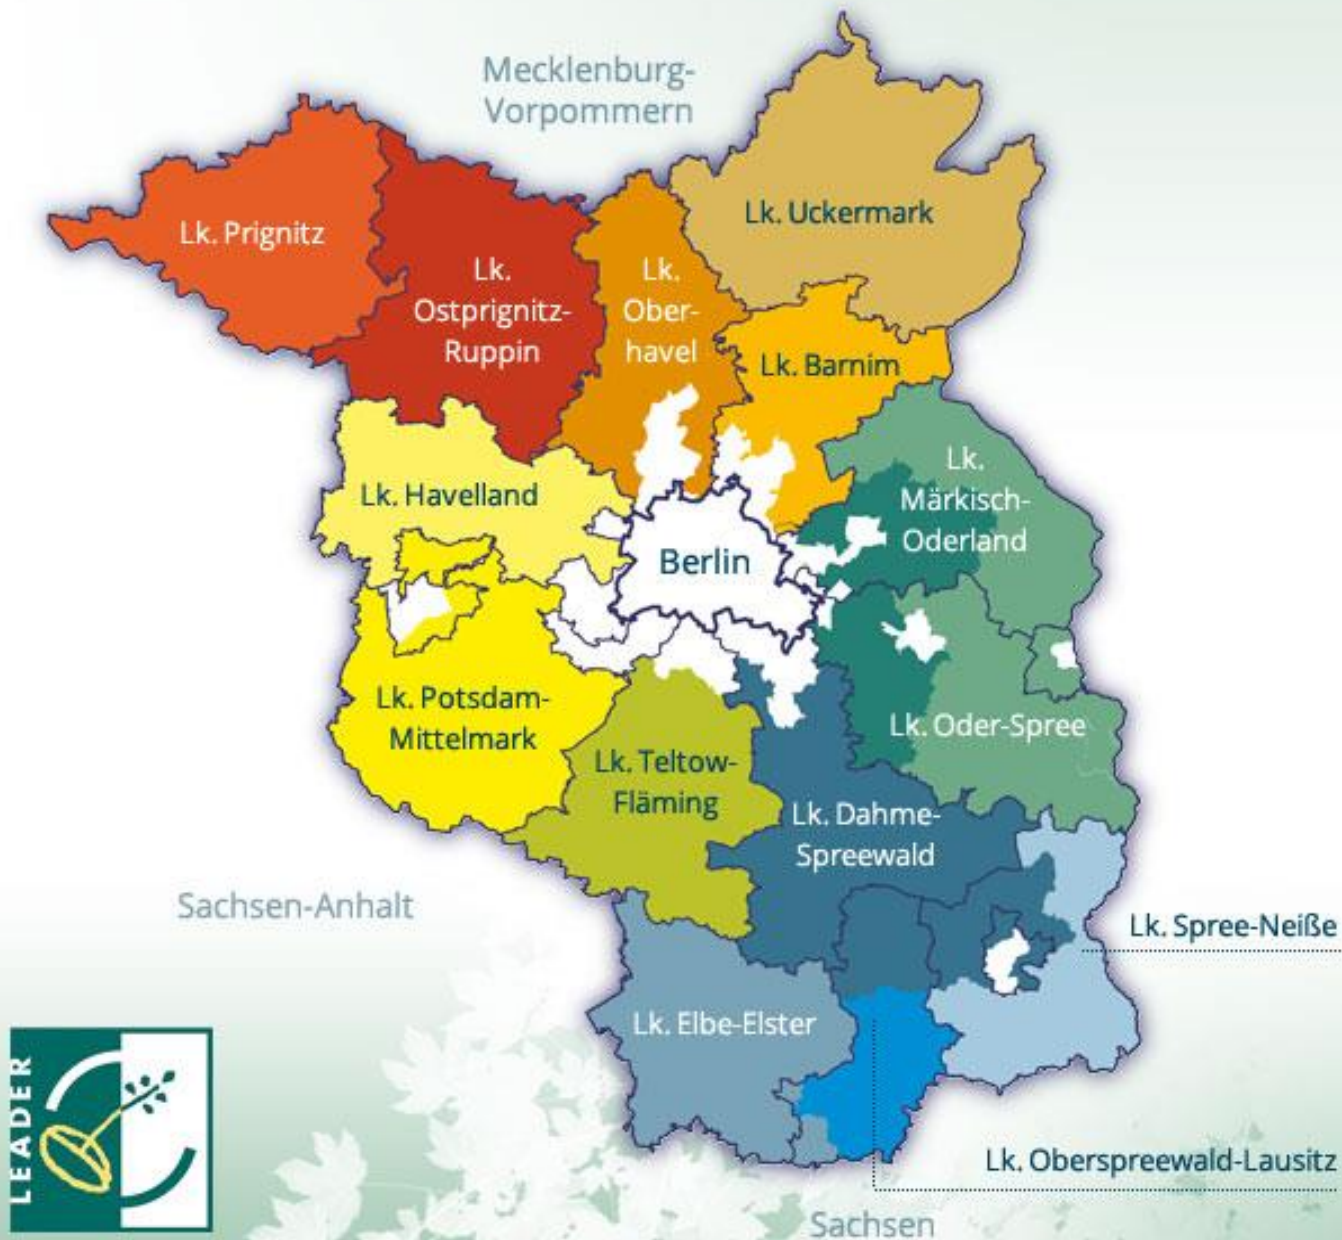 Mecklenburg-
Vorpommern
Lk. Prignitz
Lk.
Ostprignitz-
Ruppin
Lk.
Ober-
havel
Lk. Uckermark
Lk. Barnim
Lk. Havelland
Berlin
Lk.
Märkisch-
Oderland
Lk. Potsdam-
Mittelmark
Lk. Teltow-
Fläming
Lk. Oder-Spree
Lk. Dahme-
Spreewald
Sachsen-Anhalt
Lk. Spree-Neiße
Lk. Elbe-Elster
LEADER
Lk. Oberspreewald-Lausitz
Sachsen